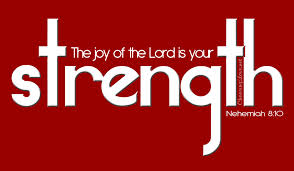 The joy of the Lord is your
strength
Nehemiah 8:10